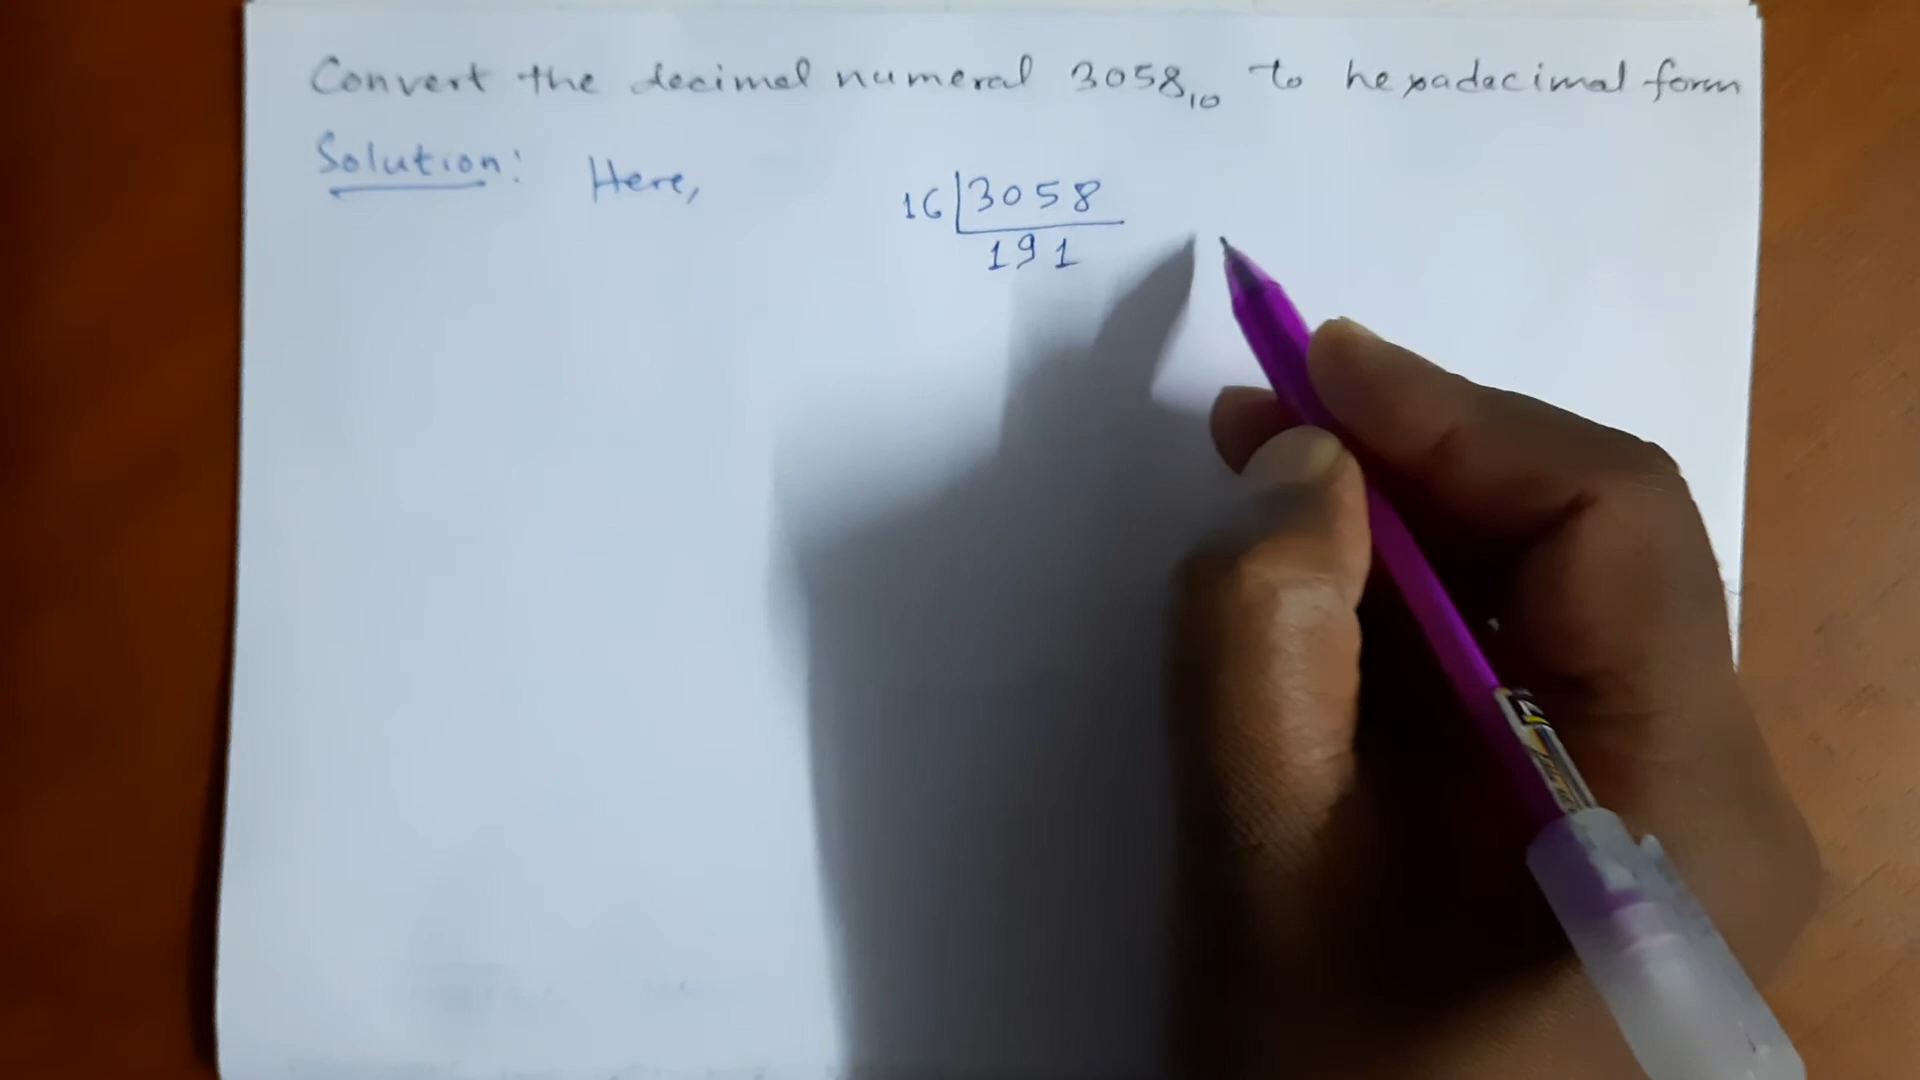 Convert the decimal numeral 3058₁₀ to hexadecimal form
Solution: Here,
16 3058
191